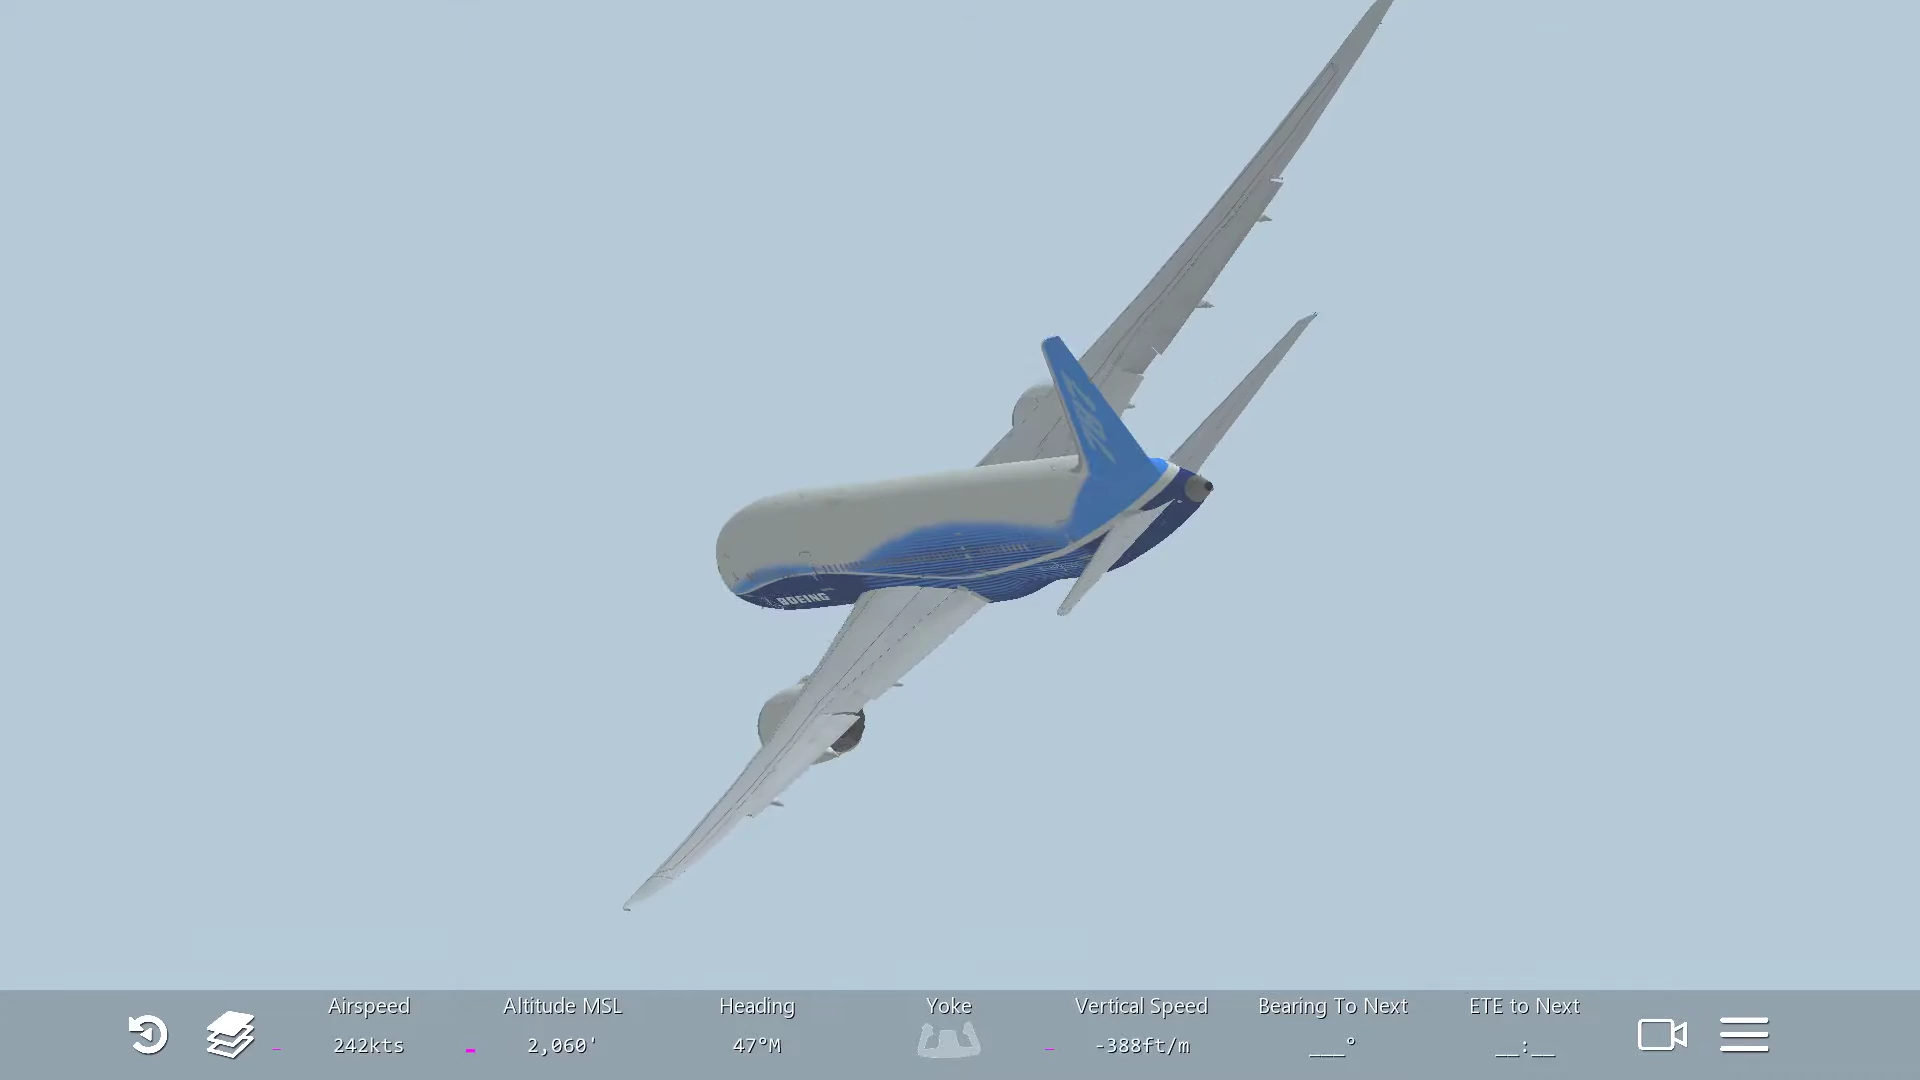 787
BOEING
Airspeed
242kts
Altitude MSL
2,060'
Heading
47°M
Yoke
Vertical Speed
-388ft/m
Bearing To Next
___°
ETE to Next
__:__